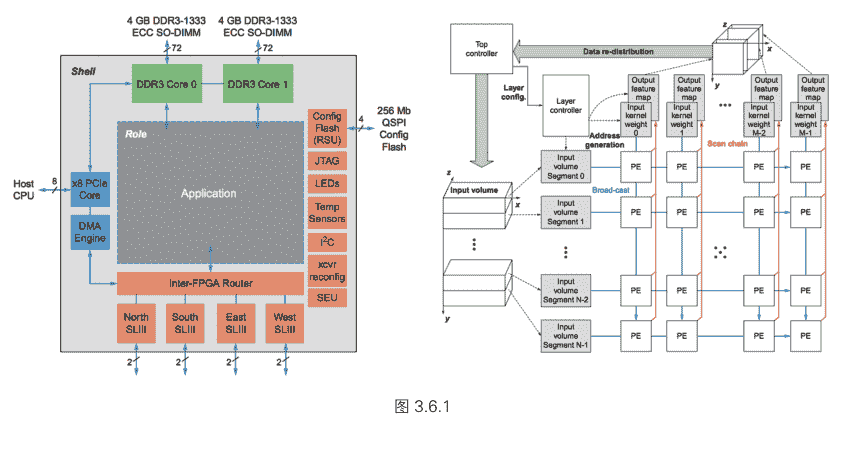 4 GB DDR3-1333
ECC SO-DIMM
4 GB DDR3-1333
ECC SO-DIMM
72
72
Shell
DDR3 Core 0
DDR3 Core 1
Role
Application
Config
Flash
(RSU)
4
256 Mb
QSPI
Config
Flash
JTAG
LEDs
Temp
Sensors
I²C
xcvr
reconfig
SEU
Host
CPU
8
x8 PCIe
Core
DMA
Engine
Inter-FPGA Router
North
SLIII
South
SLIII
East
SLIII
West
SLIII
2
2
2
2
Top
controller
Data re-distribution
z
x
y
Layer
config.
Layer
controller
Address
generation
Output
feature
map
Input
kernel
weight
0
Output
feature
map
Input
kernel
weight
1
...
Output
feature
map
Input
kernel
weight
M-2
Output
feature
map
Input
kernel
weight
M-1
Scan chain
Broad-cast
z
Input volume
x
y
Input
volume
Segment 0
PE
PE
PE
PE
Input
volume
Segment 1
PE
PE
PE
PE
Input
volume
Segment N-2
PE
PE
PE
PE
Input
volume
Segment N-1
PE
PE
PE
PE
图 3.6.1